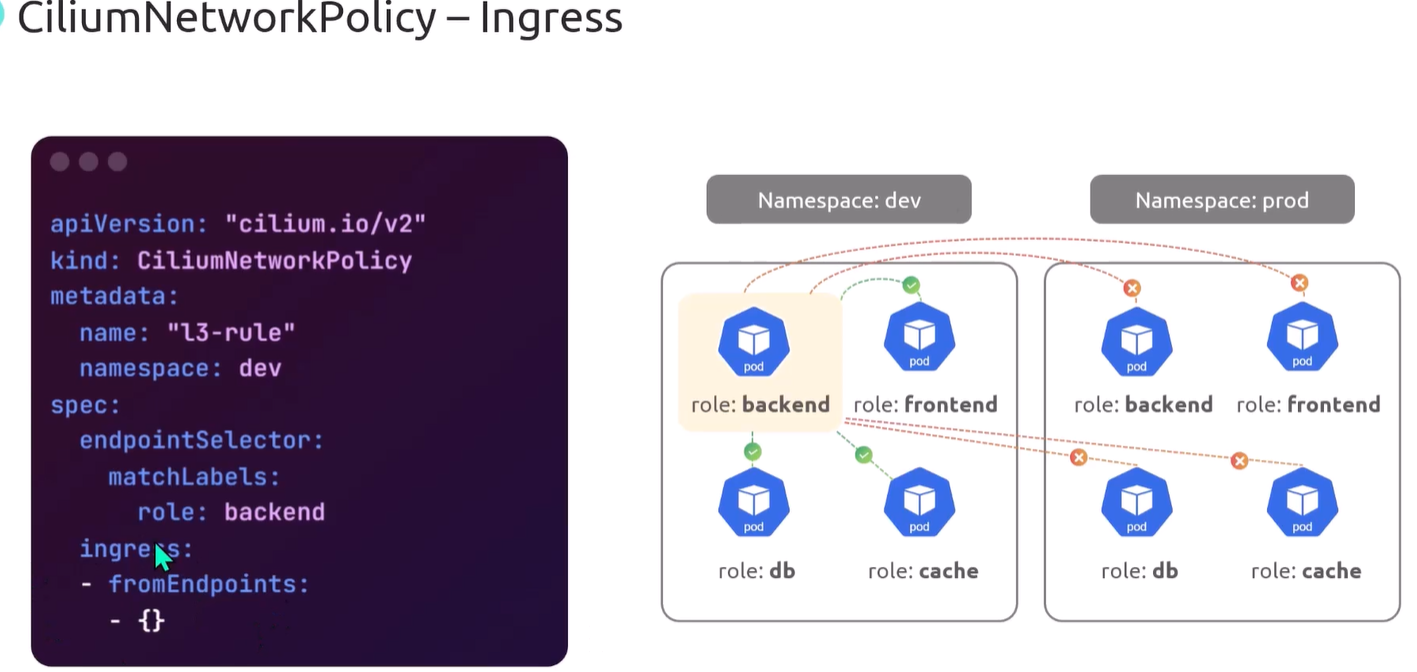 CiliumNetworkPolicy – Ingress
apiVersion: "cilium.io/v2"
kind: CiliumNetworkPolicy
metadata:
  name: "l3-rule"
  namespace: dev
spec:
  endpointSelector:
    matchLabels:
      role: backend
  ingress:
  - fromEndpoints:
    - {}
Namespace: dev
pod
pod
role: backend
role: frontend
pod
pod
role: db
role: cache
Namespace: prod
pod
pod
role: backend
role: frontend
pod
pod
role: db
role: cache